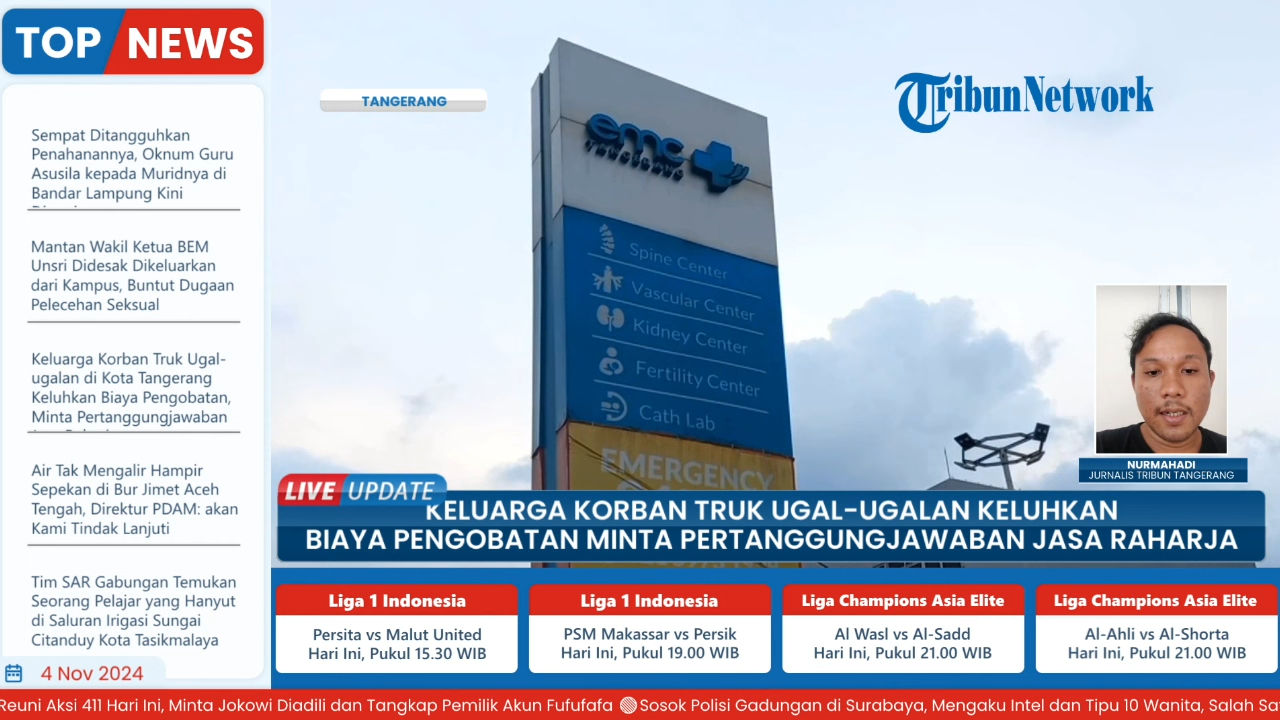 TOP NEWS
Sempat Ditangguhkan
Penahanannya, Oknum Guru
Asusila kepada Muridnya di
Bandar Lampung Kini
Mantan Wakil Ketua BEM
Unsri Didesak Dikeluarkan
dari Kampus, Buntut Dugaan
Pelecehan Seksual
Keluarga Korban Truk Ugal-
ugalan di Kota Tangerang
Keluhkan Biaya Pengobatan,
Minta Pertanggungjawaban
Air Tak Mengalir Hampir
Sepekan di Bur Jimet Aceh
Tengah, Direktur PDAM: akan
Kami Tindak Lanjuti
Tim SAR Gabungan Temukan
Seorang Pelajar yang Hanyut
di Saluran Irigasi Sungai
Citanduy Kota Tasikmalaya
4 Nov 2024
TANGERANG
TribunNetwork
emc
TANGERANG
Spine Center
Vascular Center
Kidney Center
Fertility Center
Cath Lab
EMERGENCY
NURMAHADI
JURNALIS TRIBUN TANGERANG
LIVE UPDATE
KELUARGA KORBAN TRUK UGAL-UGALAN KELUHKAN
BIAYA PENGOBATAN MINTA PERTANGGUNGJAWABAN JASA RAHARJA
Liga 1 Indonesia
Persita vs Malut United
Hari Ini, Pukul 15.30 WIB
Liga 1 Indonesia
PSM Makassar vs Persik
Hari Ini, Pukul 19.00 WIB
Liga Champions Asia Elite
Al Wasl vs Al-Sadd
Hari Ini, Pukul 21.00 WIB
Liga Champions Asia Elite
Al-Ahli vs Al-Shorta
Hari Ini, Pukul 21.00 WIB
Reuni Aksi 411 Hari Ini, Minta Jokowi Diadili dan Tangkap Pemilik Akun Fufufafa Sosok Polisi Gadungan di Surabaya, Mengaku Intel dan Tipu 10 Wanita, Salah Sa